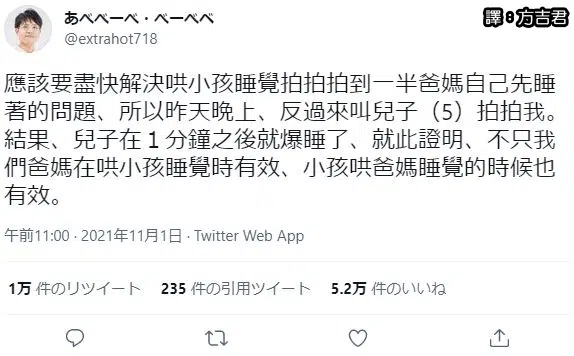 あべべーべ・べーべべ
譯@方吉君
@extrahot718
應該要盡快解決哄小孩睡覺拍拍拍到一半爸媽自己先睡
著的問題、所以昨天晚上、反過來叫兒子（5）拍拍我。
結果、兒子在１分鐘之後就爆睡了、就此證明、不只我
們爸媽在哄小孩睡覺時有效、小孩哄爸媽睡覺的時候也
有效。
午前11:00 · 2021年11月1日 · Twitter Web App
1万 件のリツイート 235 件の引用ツイート 5.2万 件のいいね